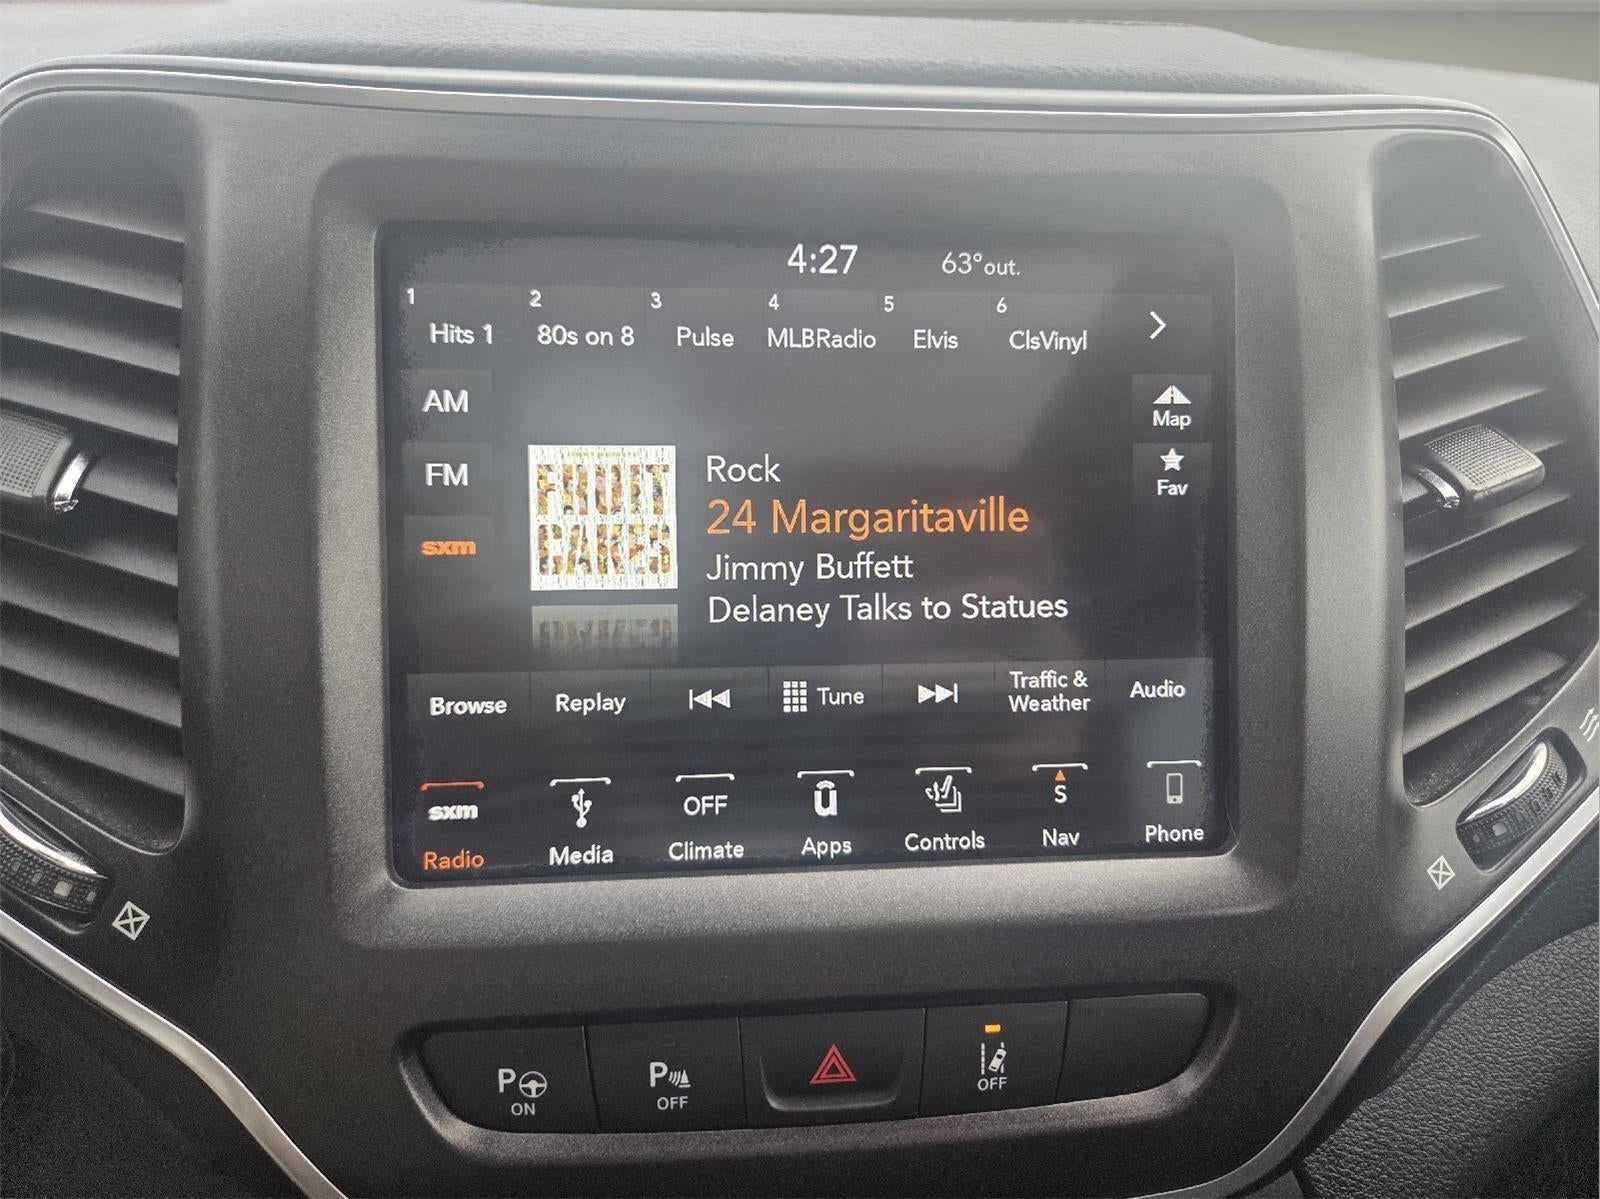 4:27 63°out.
1 2 3 4 5 6
Hits 1 80s on 8 Pulse MLBRadio Elvis ClsVinyl
AM
Map
FRUIT
CAKES
FM
Fav
sxm
Rock
24 Margaritaville
Jimmy Buffett
Delaney Talks to Statues
Browse Replay Tune Traffic &
Weather Audio
sxm OFF û S
Radio Media Climate Apps Controls Nav Phone
P P
ON OFF OFF